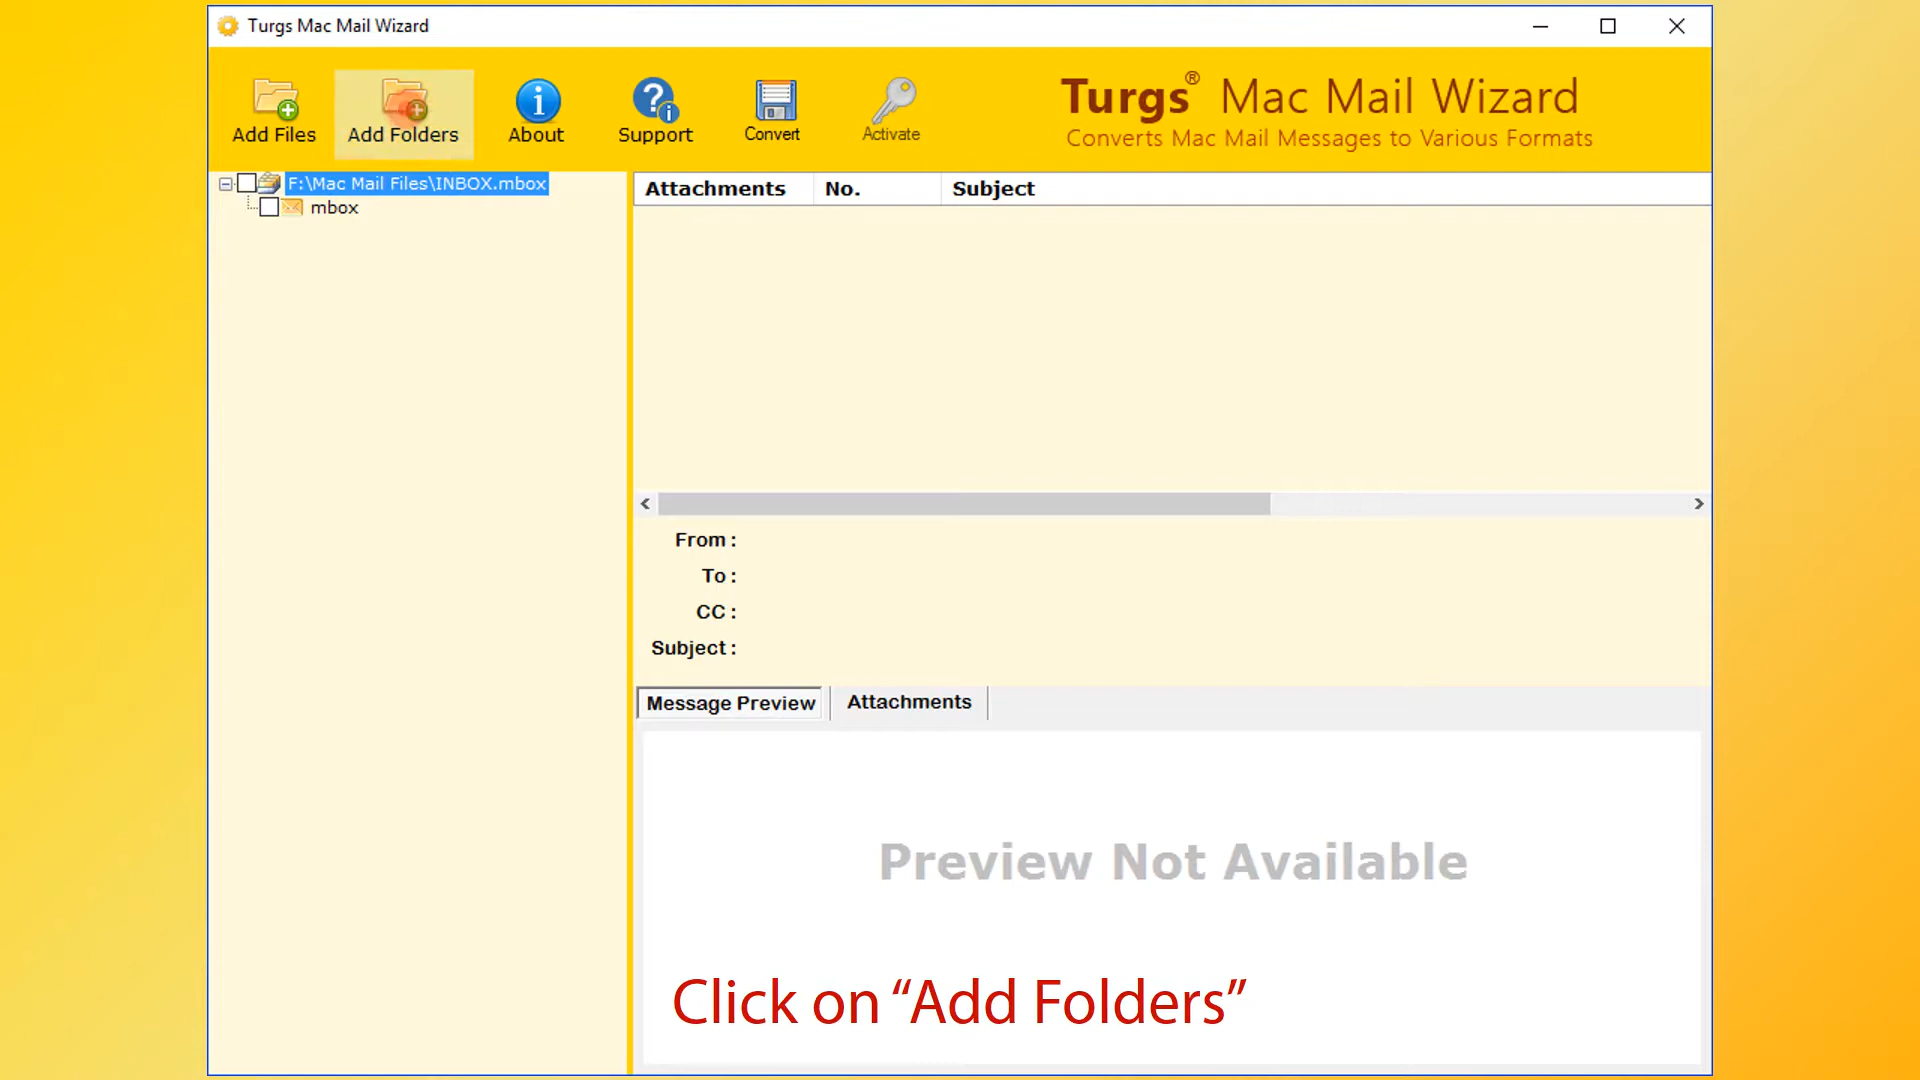 Turgs Mac Mail Wizard
Add Files
Add Folders
About
Support
Convert
Activate
Turgs® Mac Mail Wizard
Converts Mac Mail Messages to Various Formats
F:\Mac Mail Files\INBOX.mbox
mbox
Attachments No. Subject
From :
To :
CC :
Subject :
Message Preview Attachments
Preview Not Available
Click on “Add Folders”